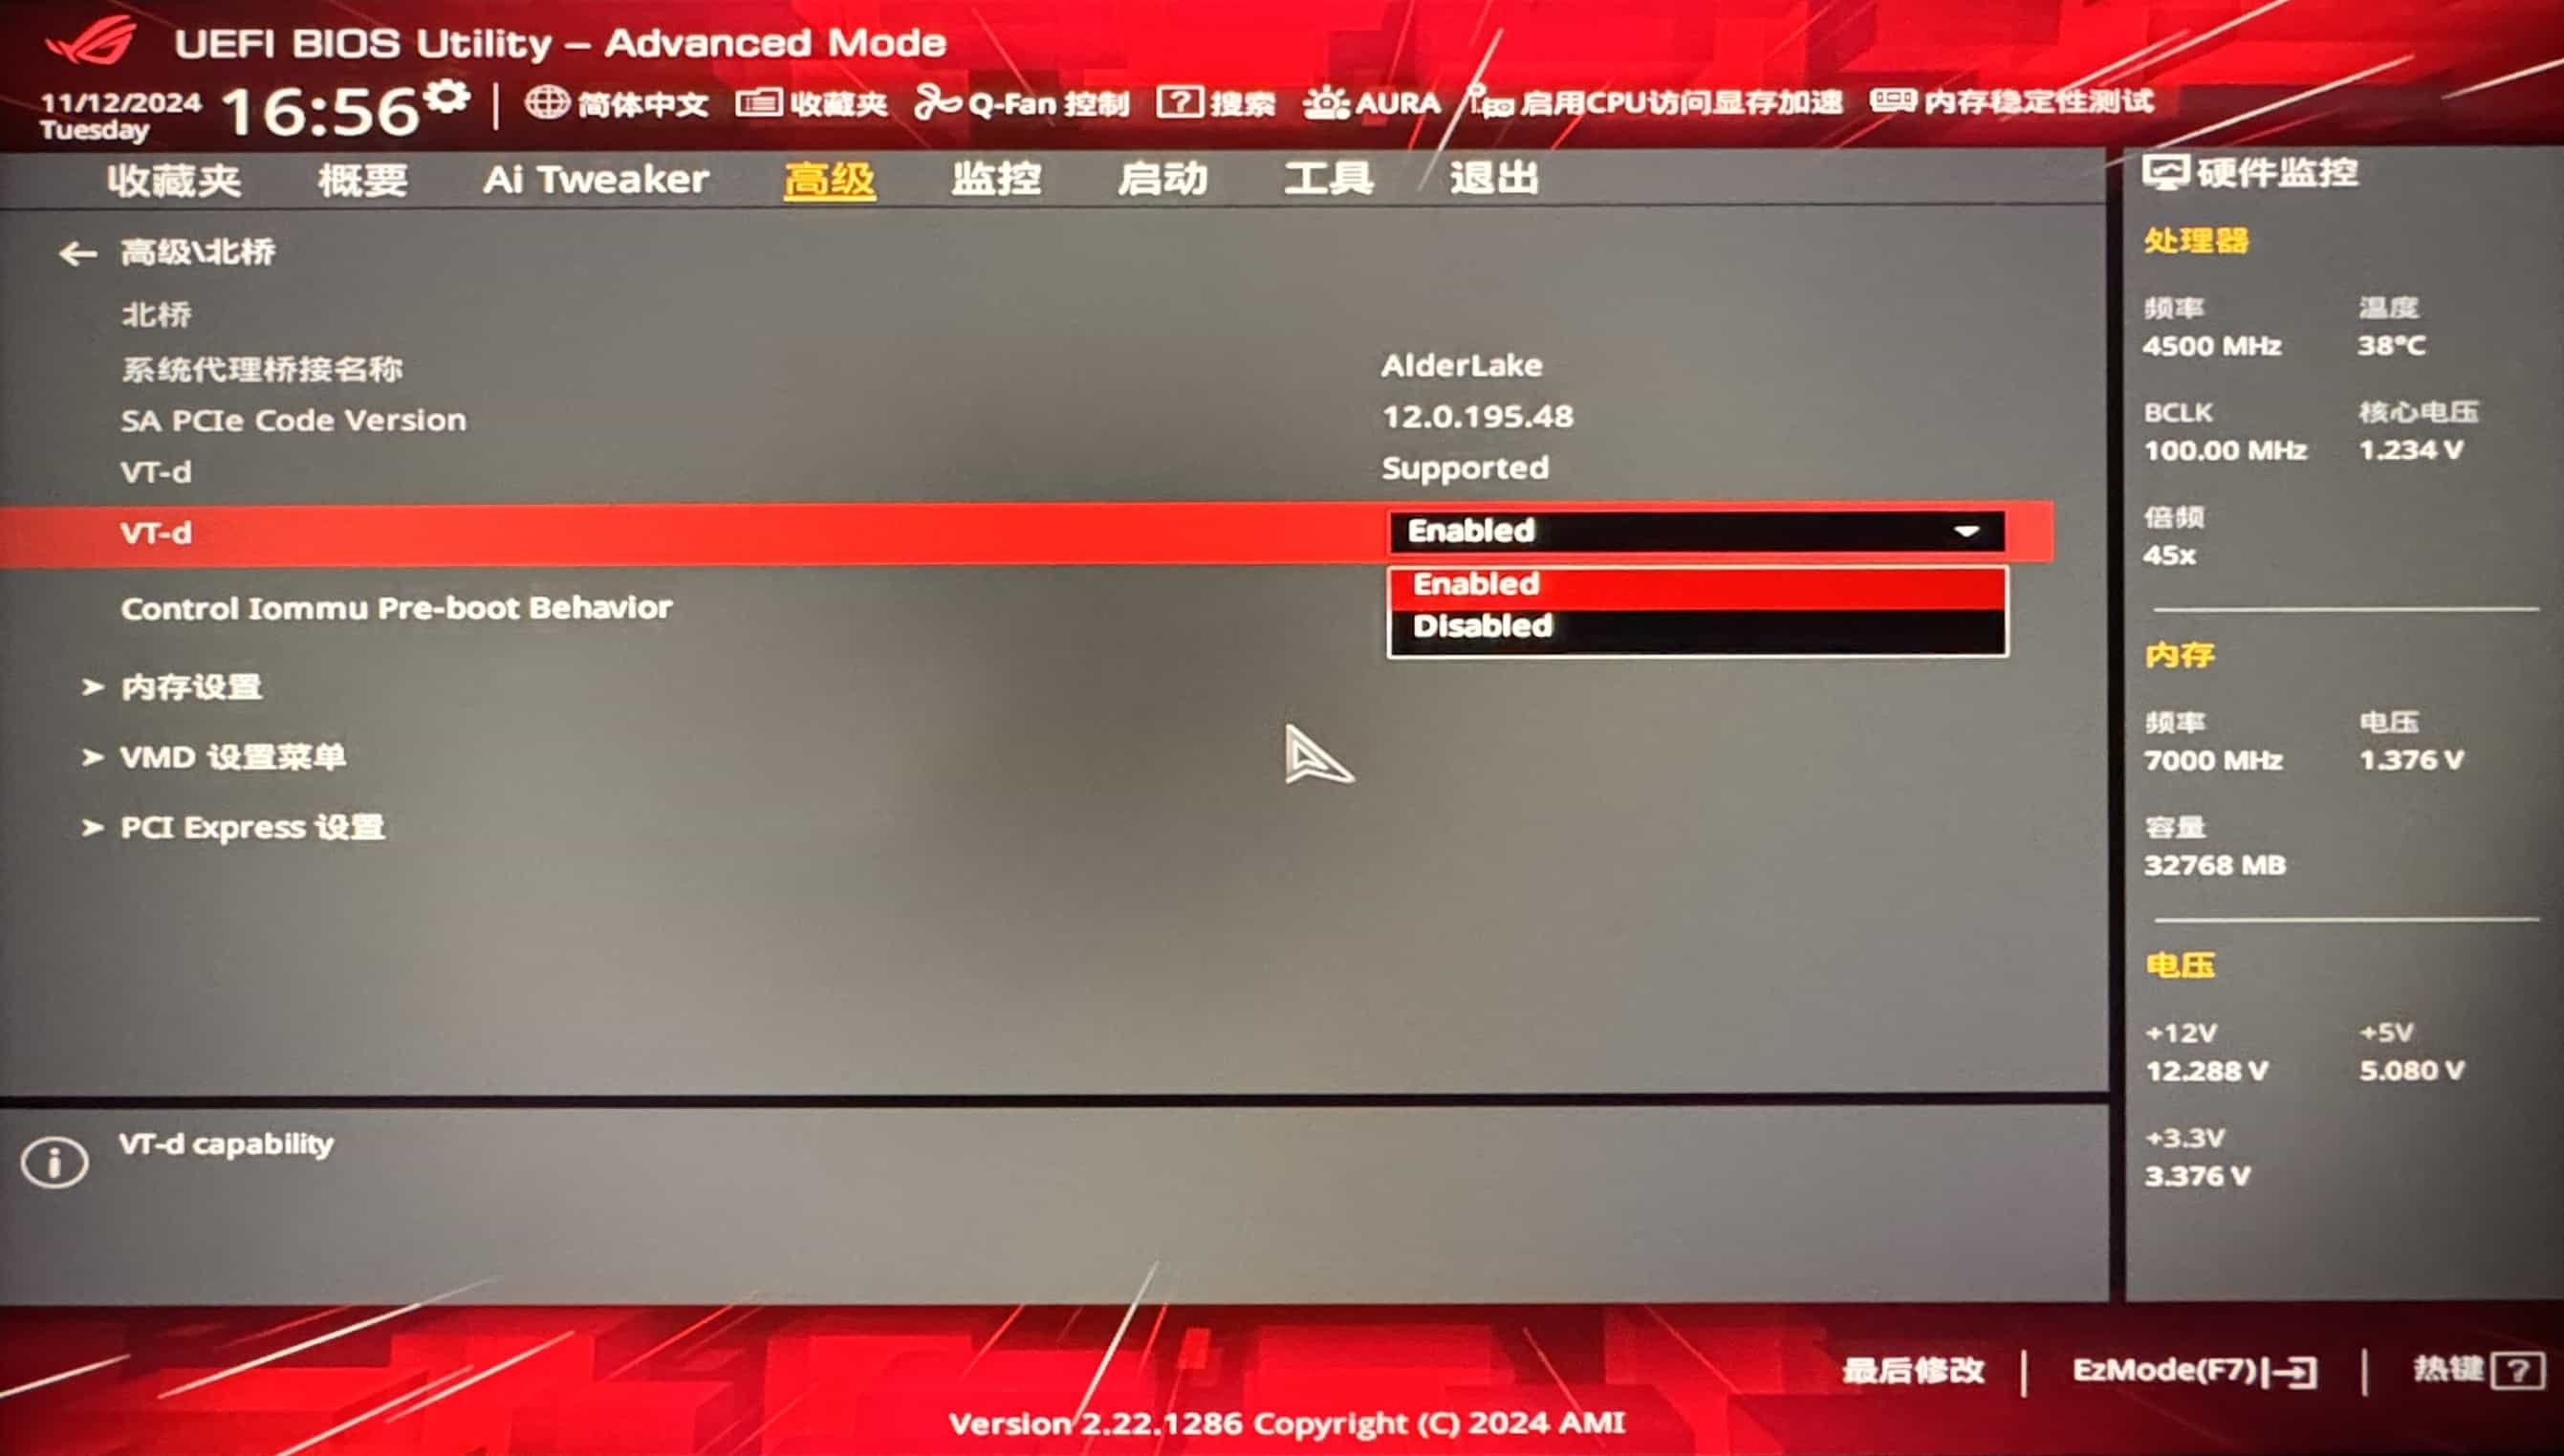 UEFI BIOS Utility – Advanced Mode
11/12/2024
Tuesday
16:56
简体中文
收藏夹
Q-Fan 控制
搜索
AURA
启用CPU访问显存加速
内存稳定性测试
收藏夹
概要
Ai Tweaker
高级
监控
启动
工具
退出
高级\北桥
北桥
系统代理桥接名称 AlderLake
SA PCIe Code Version 12.0.195.48
VT-d Supported
VT-d Enabled
Enabled
Disabled
Control Iommu Pre-boot Behavior
内存设置
VMD 设置菜单
PCI Express 设置
VT-d capability
硬件监控
处理器
频率 温度
4500 MHz 38°C
BCLK 核心电压
100.00 MHz 1.234 V
倍频
45x
内存
频率 电压
7000 MHz 1.376 V
容量
32768 MB
电压
+12V +5V
12.288 V 5.080 V
+3.3V
3.376 V
最后修改
EzMode(F7)
热键 ?
Version 2.22.1286 Copyright (C) 2024 AMI